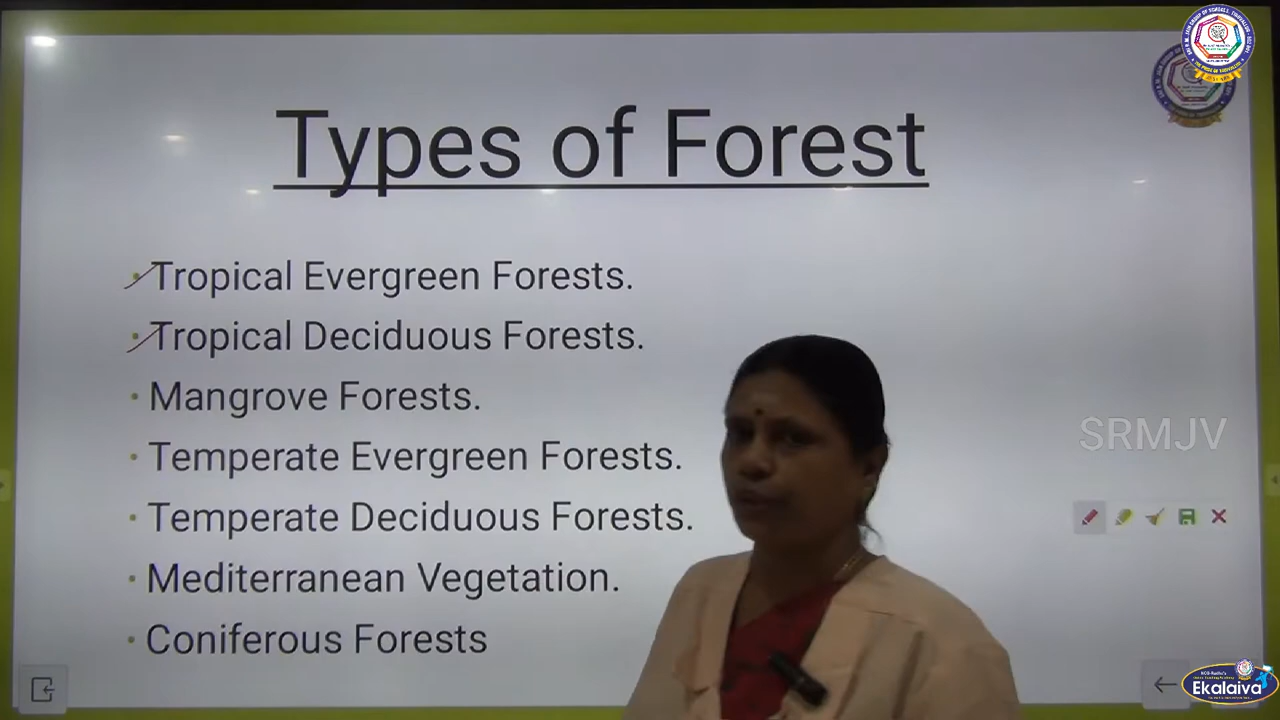 Types of Forest
• Tropical Evergreen Forests.
• Tropical Deciduous Forests.
• Mangrove Forests.
• Temperate Evergreen Forests.
• Temperate Deciduous Forests.
• Mediterranean Vegetation.
• Coniferous Forests
SRMJV
Ekalaiva